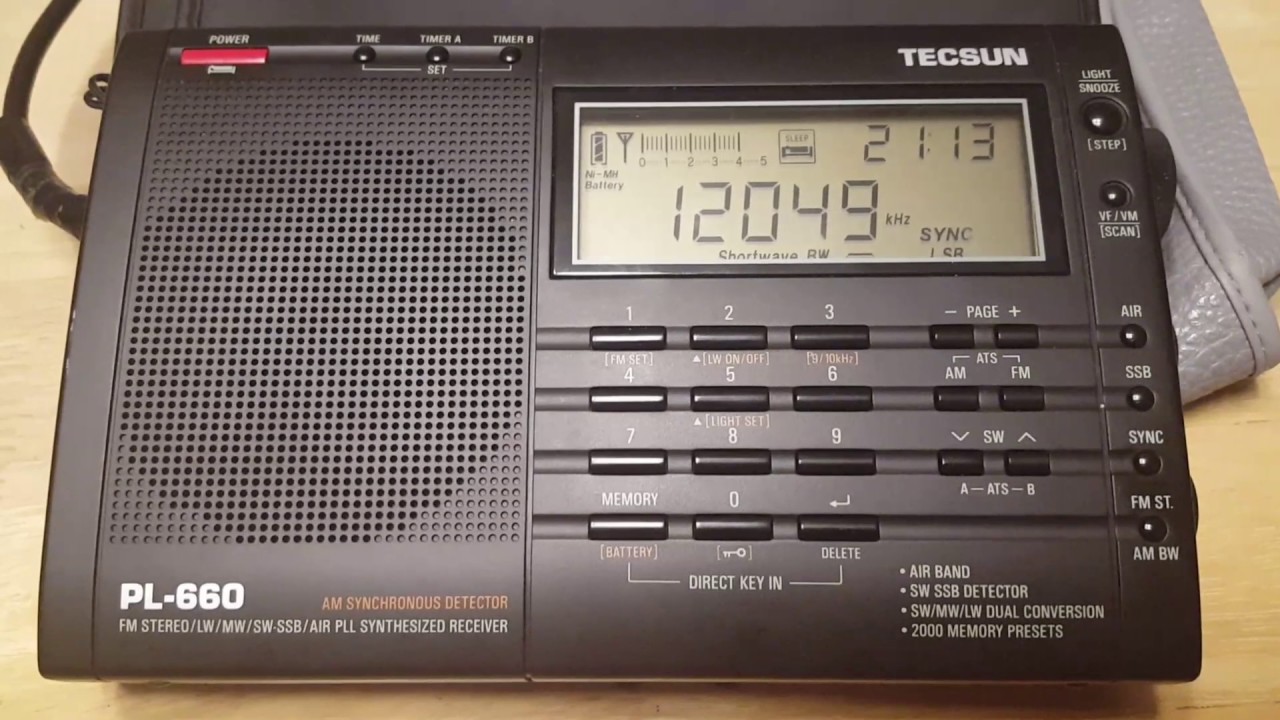 POWER
TIME TIMER A TIMER B
SET
TECSUN
LIGHT
SNOOZE
[STEP]
SLEEP
21:13
0 1 2 3 4 5
Ni-MH
Battery
12049 kHz
SYNC
Shortwave BW LSB
VF/VM
[SCAN]
1 2 3
- PAGE +
AIR
[FM SET] ▲[LW ON/OFF] [9/10kHz]
ATS
4 5 6
AM FM
SSB
▲[LIGHT SET]
7 8 9
SW
SYNC
A—ATS—B
MEMORY 0
FM ST.
[BATTERY] DELETE
AM BW
DIRECT KEY IN
• AIR BAND
• SW SSB DETECTOR
• SW/MW/LW DUAL CONVERSION
• 2000 MEMORY PRESETS
PL-660
AM SYNCHRONOUS DETECTOR
FM STEREO/LW/MW/SW-SSB/AIR PLL SYNTHESIZED RECEIVER